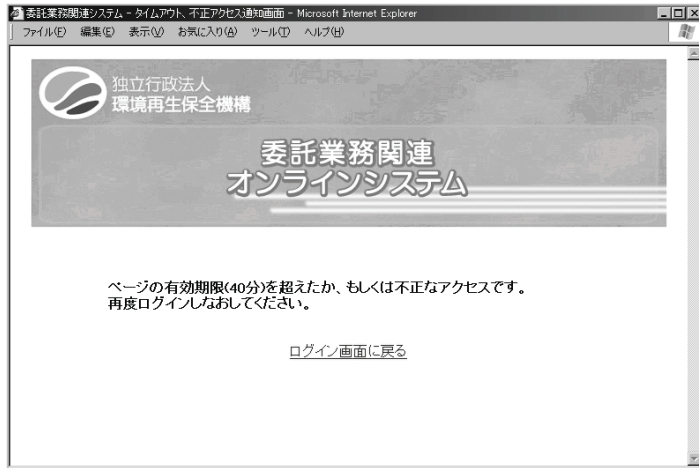 委託業務関連システム - タイムアウト、不正アクセス通知画面 - Microsoft Internet Explorer
ファイル(F) 編集(E) 表示(V) お気に入り(A) ツール(T) ヘルプ(H)
独立行政法人
環境再生保全機構
委託業務関連
オンラインシステム
ページの有効期限(40分)を超えたか、もしくは不正なアクセスです。
再度ログインしなおしてください。
ログイン画面に戻る